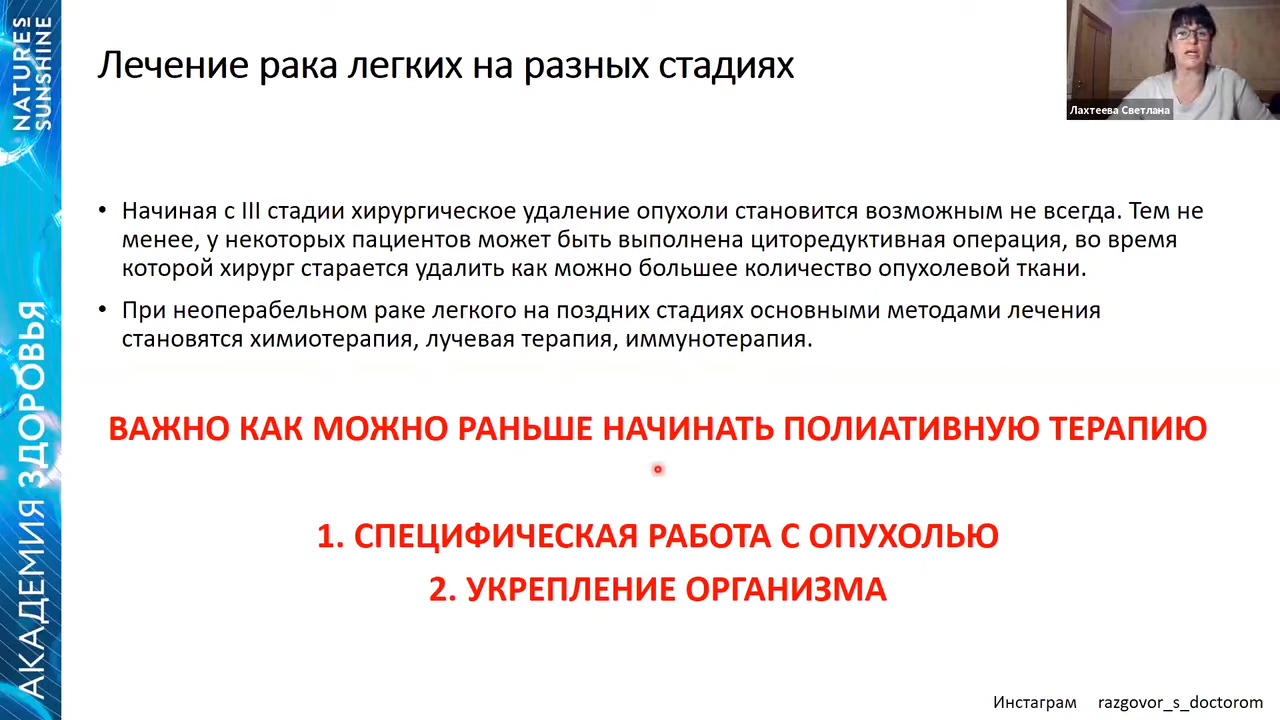 NATURE'S
SUNSHINE
АКАДЕМИЯ ЗДОРОВЬЯ
Лечение рака легких на разных стадиях
Лахтеева Светлана
• Начиная с III стадии хирургическое удаление опухоли становится возможным не всегда. Тем не
менее, у некоторых пациентов может быть выполнена циторедуктивная операция, во время
которой хирург старается удалить как можно большее количество опухолевой ткани.
• При неоперабельном раке легкого на поздних стадиях основными методами лечения
становятся химиотерапия, лучевая терапия, иммунотерапия.
ВАЖНО КАК МОЖНО РАНЬШЕ НАЧИНАТЬ ПОЛИАТИВНУЮ ТЕРАПИЮ
1. СПЕЦИФИЧЕСКАЯ РАБОТА С ОПУХОЛЬЮ
2. УКРЕПЛЕНИЕ ОРГАНИЗМА
Инстаграм razgovor_s_doctorom